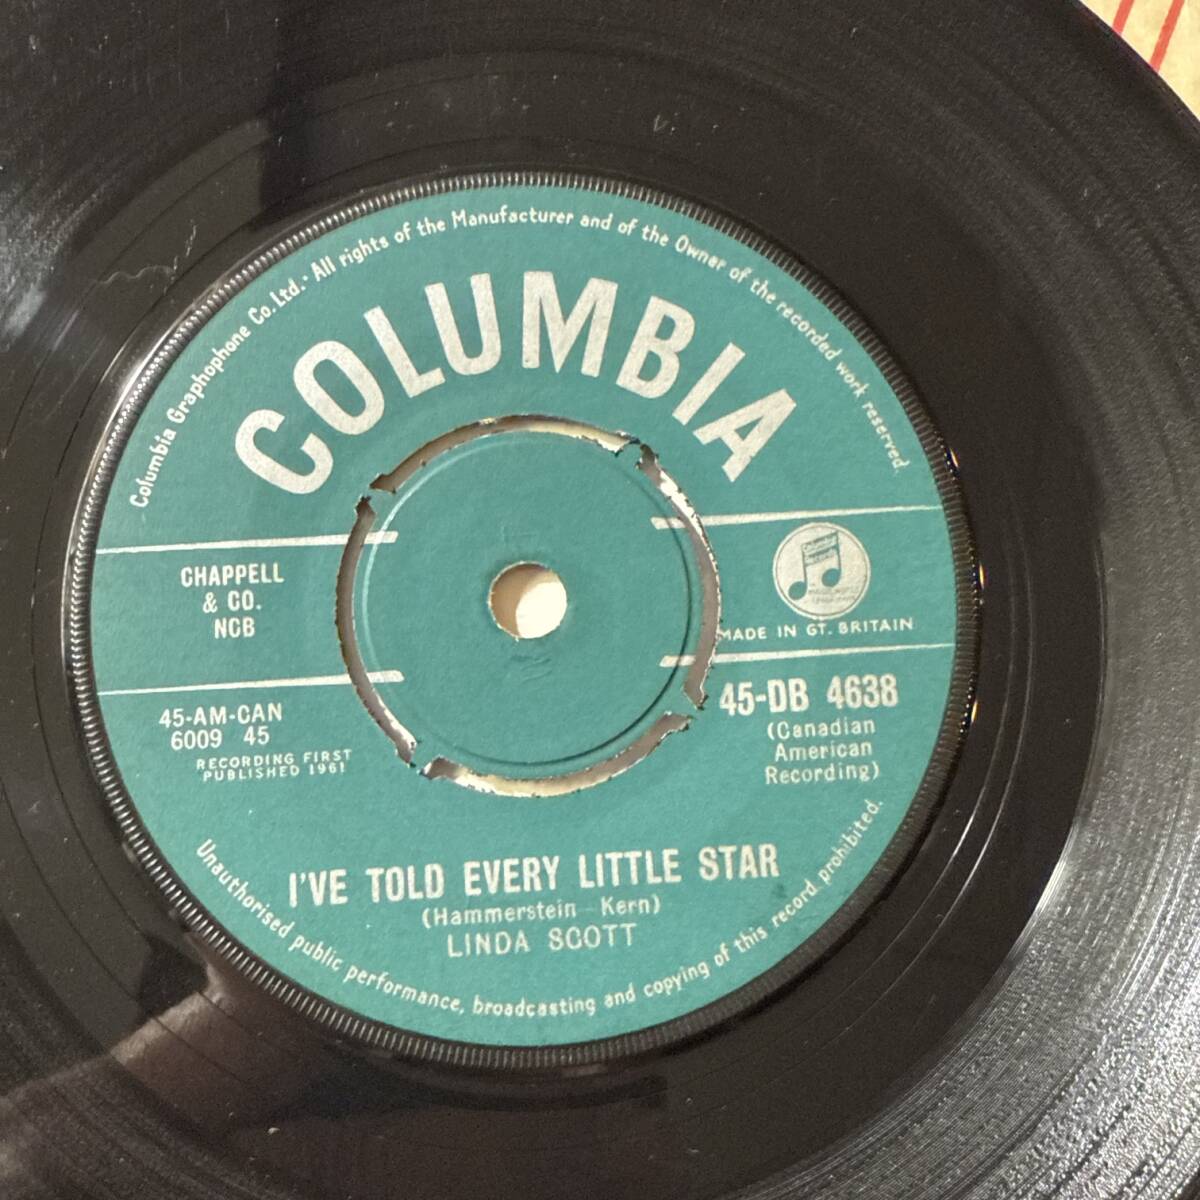 Columbia Graphophone Co. Ltd. · All rights of the Manufacturer and of the Owner of the recorded work reserved.
COLUMBIA
CHAPPELL
& CO.
NCB
Columbia
Records
MADE IN GT. BRITAIN
45-AM-CAN
6009 45
RECORDING FIRST
PUBLISHED 1961
45-DB 4638
(Canadian
American
Recording)
I'VE TOLD EVERY LITTLE STAR
(Hammerstein - Kern)
LINDA SCOTT
Unauthorised public performance, broadcasting and copying of this record prohibited.